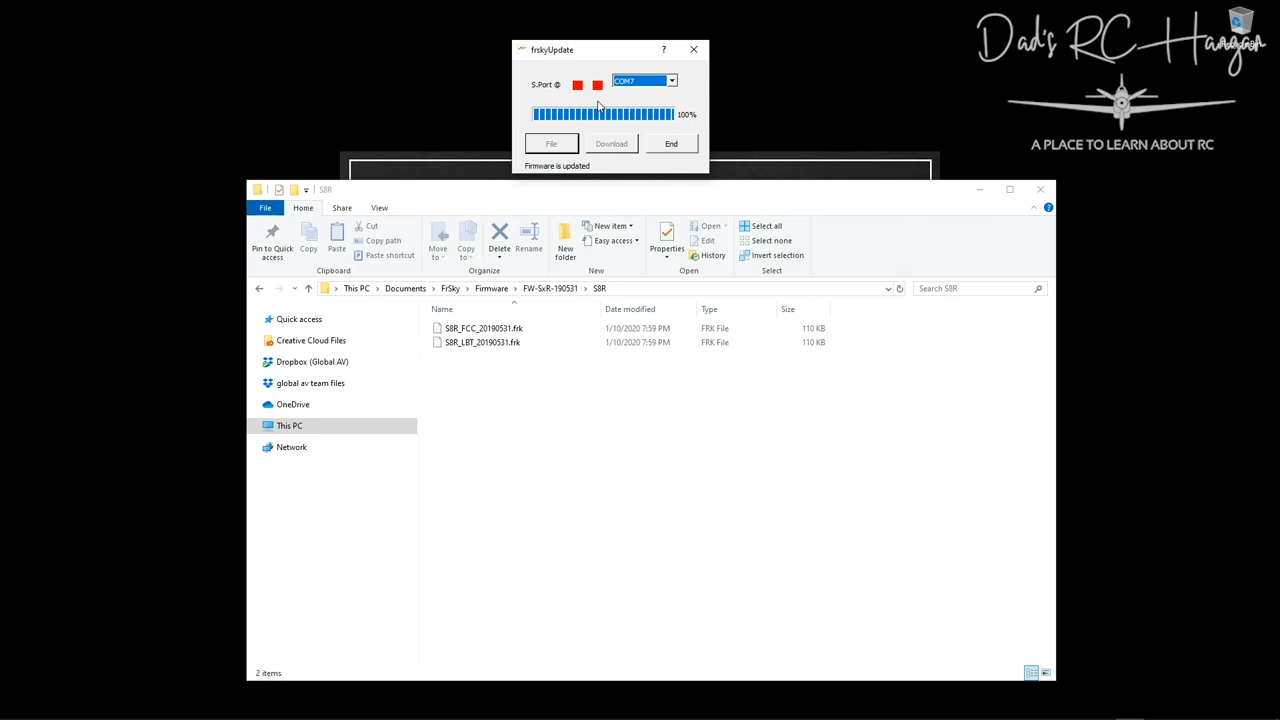 Dad's RC Hangar
A PLACE TO LEARN ABOUT RC
frskyUpdate
?
S.Port @
COM7
100%
File
Download
End
Firmware is updated
S8R
File
Home
Share
View
Pin to Quick access
Copy
Paste
Cut
Copy path
Paste shortcut
Clipboard
Move to
Copy to
Delete
Rename
Organize
New folder
New item
Easy access
New
Properties
Open
Edit
History
Open
Select all
Select none
Invert selection
Select
This PC > Documents > FrSky > Firmware > FW-SxR-190531 > S8R
Search S8R
Name
Date modified
Type
Size
S8R_FCC_20190531.frk 1/10/2020 7:59 PM FRK File 110 KB
S8R_LBT_20190531.frk 1/10/2020 7:59 PM FRK File 110 KB
Quick access
Creative Cloud Files
Dropbox (Global AV)
global av team files
OneDrive
This PC
Network
2 items